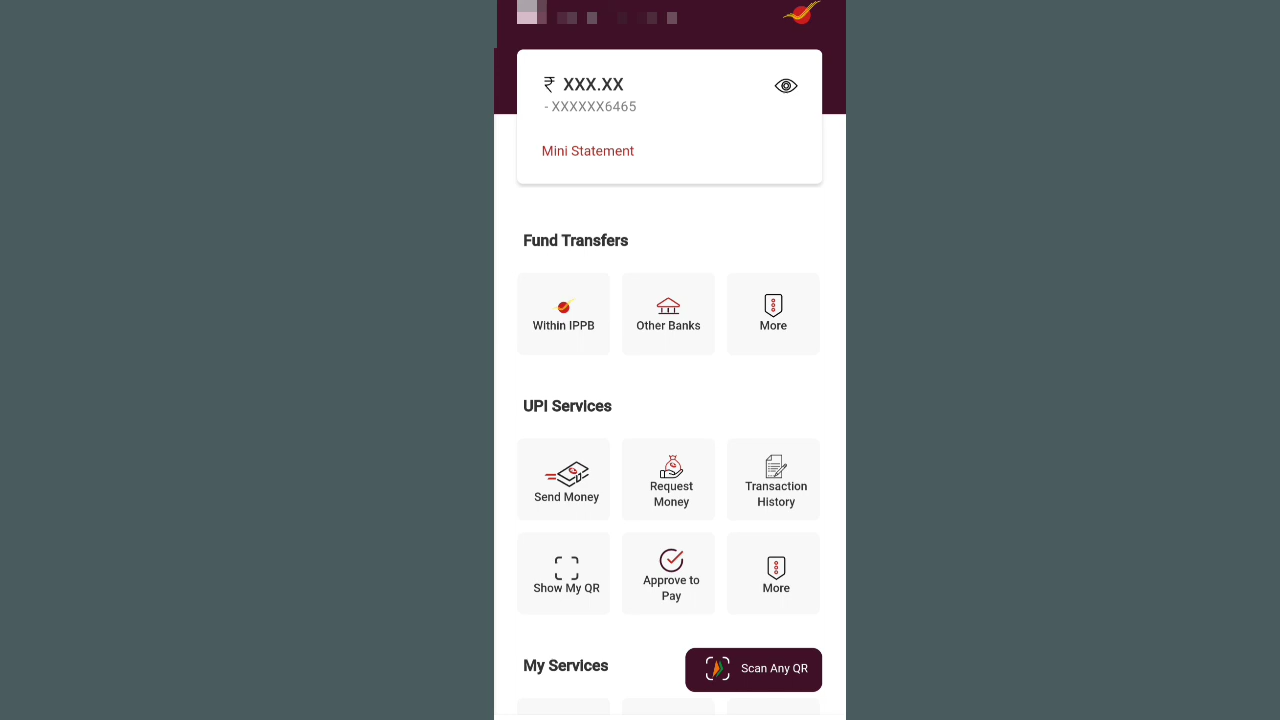 ₹ XXX.XX
- XXXXXX6465
Mini Statement
Fund Transfers
Within IPPB
Other Banks
More
UPI Services
Send Money
Request
Money
Transaction
History
Show My QR
Approve to
Pay
More
My Services
Scan Any QR